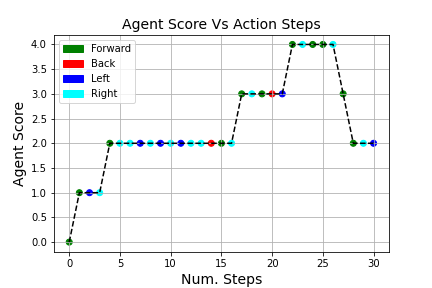 Agent Score Vs Action Steps
Forward
Back
Left
Right
4.0
3.5
3.0
2.5
2.0
1.5
1.0
0.5
0.0
Agent Score
0 5 10 15 20 25 30
Num. Steps